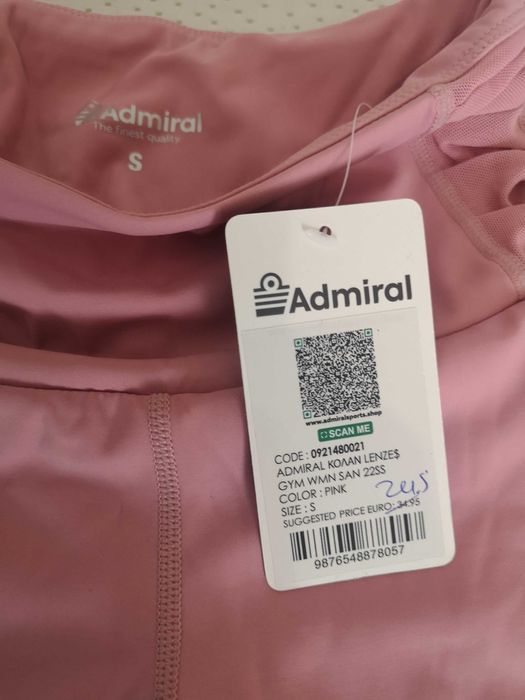 Admiral
The finest quality
S
Admiral
www.admiralsports.shop
SCAN ME
CODE : 0921480021
ADMIRAL ΚΟΛΑΝ LENZE$
GYM WMN SAN 22SS
COLOR : PINK
24,5
SIZE : S
SUGGESTED PRICE EURO: 34.95
9876548878057